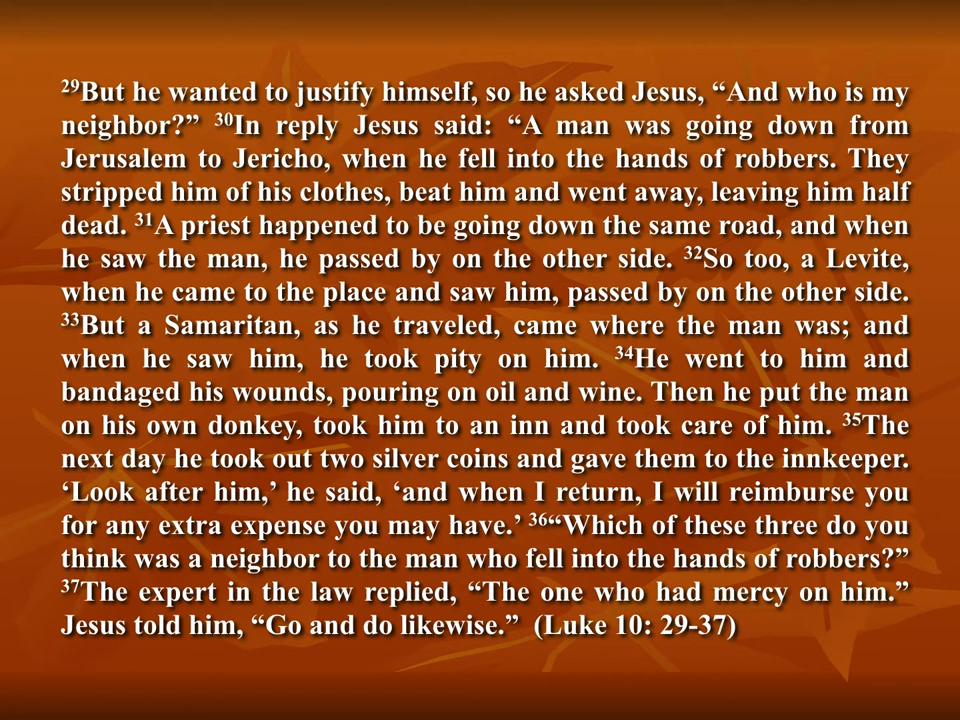 ²⁹But he wanted to justify himself, so he asked Jesus, “And who is my
neighbor?” ³⁰In reply Jesus said: “A man was going down from
Jerusalem to Jericho, when he fell into the hands of robbers. They
stripped him of his clothes, beat him and went away, leaving him half
dead. ³¹A priest happened to be going down the same road, and when
he saw the man, he passed by on the other side. ³²So too, a Levite,
when he came to the place and saw him, passed by on the other side.
³³But a Samaritan, as he traveled, came where the man was; and
when he saw him, he took pity on him. ³⁴He went to him and
bandaged his wounds, pouring on oil and wine. Then he put the man
on his own donkey, took him to an inn and took care of him. ³⁵The
next day he took out two silver coins and gave them to the innkeeper.
‘Look after him,’ he said, ‘and when I return, I will reimburse you
for any extra expense you may have.’ ³⁶“Which of these three do you
think was a neighbor to the man who fell into the hands of robbers?”
³⁷The expert in the law replied, “The one who had mercy on him.”
Jesus told him, “Go and do likewise.” (Luke 10: 29-37)